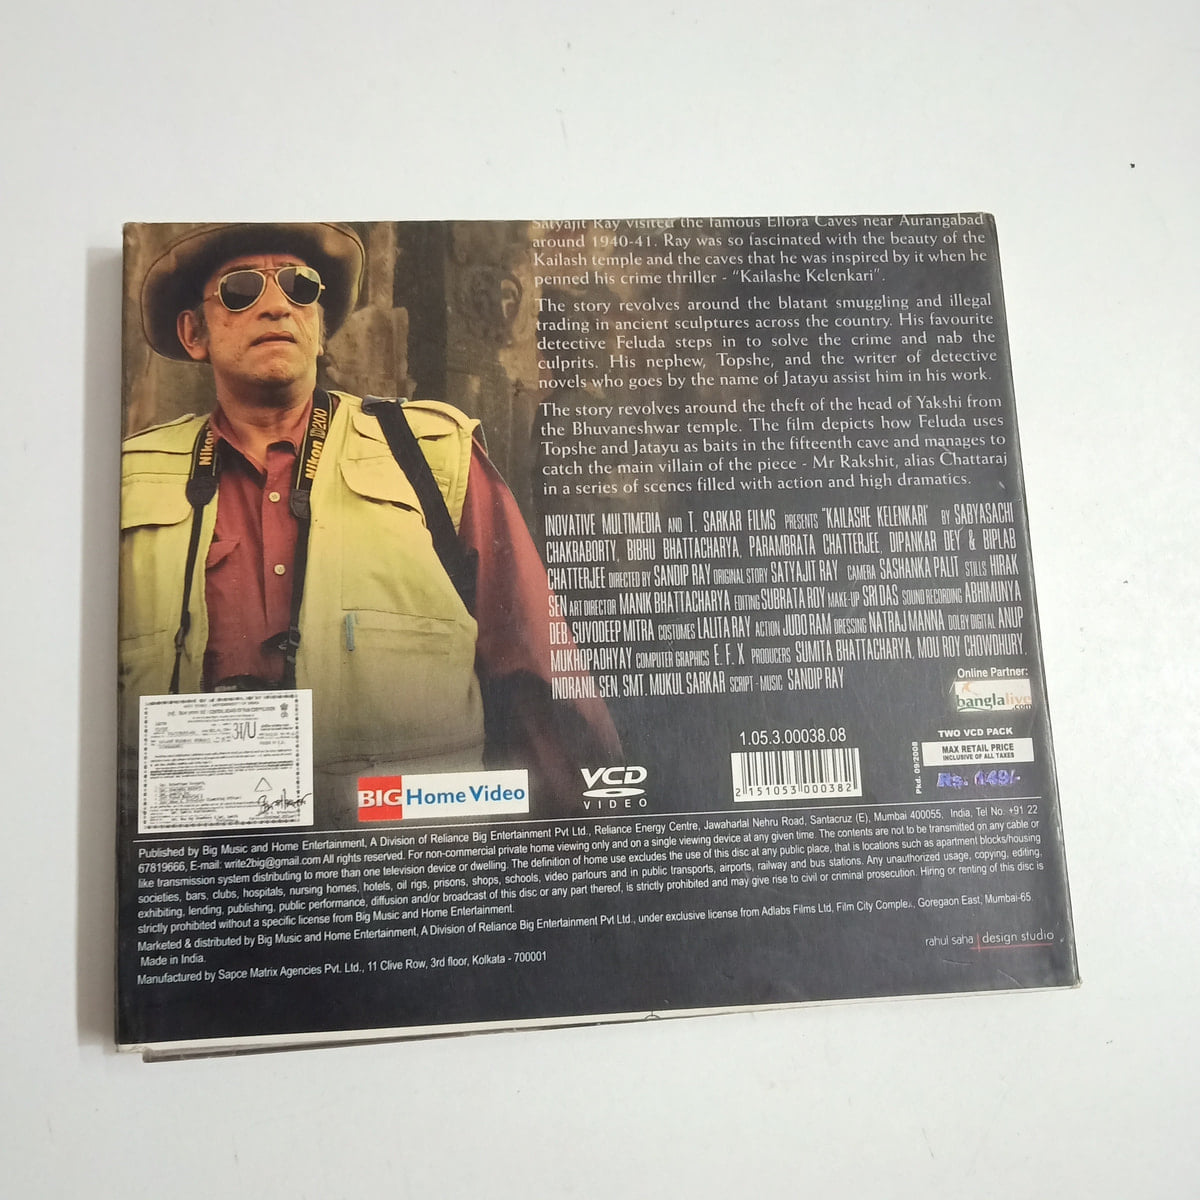 Satyajit Ray visited the famous Ellora Caves near Aurangabad
around 1940-41. Ray was so fascinated with the beauty of the
Kailash temple and the caves that he was inspired by it when he
penned his crime thriller - “Kailashe Kelenkari”.
The story revolves around the blatant smuggling and illegal
trading in ancient sculptures across the country. His favourite
detective Feluda steps in to solve the crime and nab the
culprits. His nephew, Topshe, and the writer of detective
novels who goes by the name of Jatayu assist him in his work.
The story revolves around the theft of the head of Yakshi from
the Bhuvaneshwar temple. The film depicts how Feluda uses
Topshe and Jatayu as baits in the fifteenth cave and manages to
catch the main villain of the piece - Mr Rakshit, alias Chattaraj
in a series of scenes filled with action and high dramatics.
Nikon
Nikon D200
INOVATIVE MULTIMEDIA AND T. SARKAR FILMS PRESENTS "KAILASHE KELENKARI" BY SABYASACHI
CHAKRABORTY, BIBHU BHATTACHARYA, PARAMBRATA CHATTERJEE, DIPANKAR DEY & BIPLAB
CHATTERJEE DIRECTED BY SANDIP RAY ORIGINAL STORY SATYAJIT RAY CAMERA SASHANKA PALIT STILLS HIRAK
SEN ART DIRECTOR MANIK BHATTACHARYA EDITING SUBRATA ROY MAKE-UP SRI DAS SOUND RECORDING ABHIMUNYA
DEB, SUVODEEP MITRA COSTUMES LALITA RAY ACTION JUDO RAM DRESSING NATRAJ MANNA DOLBY DIGITAL ANUP
MUKHOPADHYAY COMPUTER GRAPHICS E. F. X PRODUCERS SUMITA BHATTACHARYA, MOU ROY CHOWDHURY,
INDRANIL SEN, SMT. MUKUL SARKAR SCRIPT - MUSIC SANDIP RAY
Online Partner:
banglalive
.com
अ/U
BIG Home Video
VCD
VIDEO
1.05.3.00038.08
2 151053 000382
Pkd. 09/2008
TWO VCD PACK
MAX RETAIL PRICE
INCLUSIVE OF ALL TAXES
Rs. 149/-
Published by Big Music and Home Entertainment, A Division of Reliance Big Entertainment Pvt Ltd., Reliance Energy Centre, Jawaharlal Nehru Road, Santacruz (E), Mumbai 400055, India, Tel No. +91 22
67819666, E-mail: write2big@gmail.com All rights reserved. For non-commercial private home viewing only and on a single viewing device at any given time. The contents are not to be transmitted on any cable or
like transmission system distributing to more than one television device or dwelling. The definition of home use excludes the use of this disc at any public place, that is locations such as apartment blocks/housing
societies, bars, clubs, hospitals, nursing homes, hotels, oil rigs, prisons, shops, schools, video parlours and in public transports, airports, railway and bus stations. Any unauthorized usage, copying, editing,
exhibiting, lending, publishing, public performance, diffusion and/or broadcast of this disc or any part thereof, is strictly prohibited and may give rise to civil or criminal prosecution. Hiring or renting of this disc is
strictly prohibited without a specific license from Big Music and Home Entertainment.
Marketed & distributed by Big Music and Home Entertainment, A Division of Reliance Big Entertainment Pvt Ltd., under exclusive license from Adlabs Films Ltd, Film City Complex, Goregaon East, Mumbai-65.
Made in India.
Manufactured by Sapce Matrix Agencies Pvt. Ltd., 11 Clive Row, 3rd floor, Kolkata - 700001
rahul saha | design studio